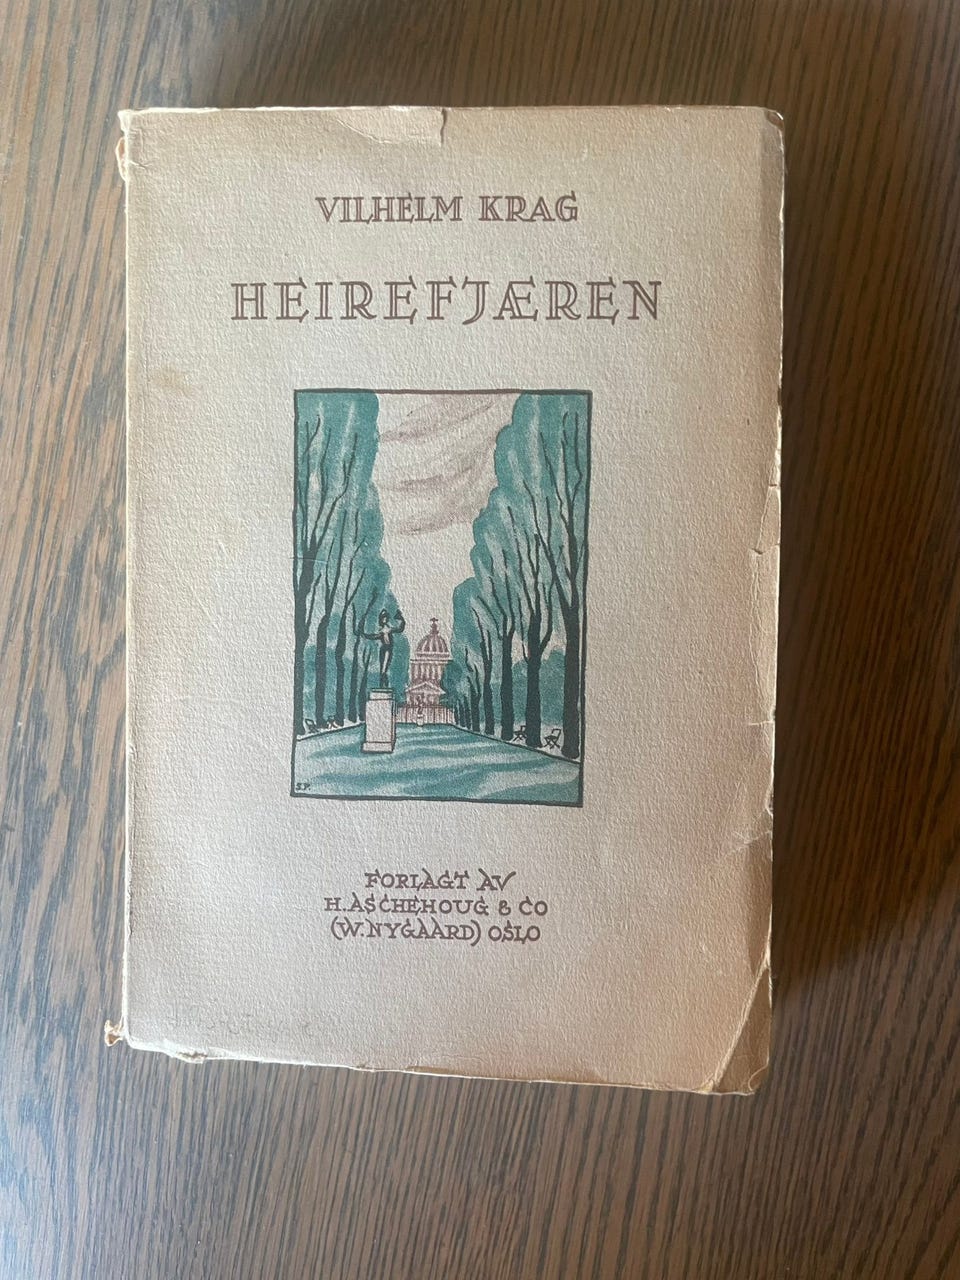 VILHELM KRAG
HEIREFJÆREN
S.P.
FORLAGT AV
H. ASCHEHOUG & CO
(W. NYGAARD) OSLO